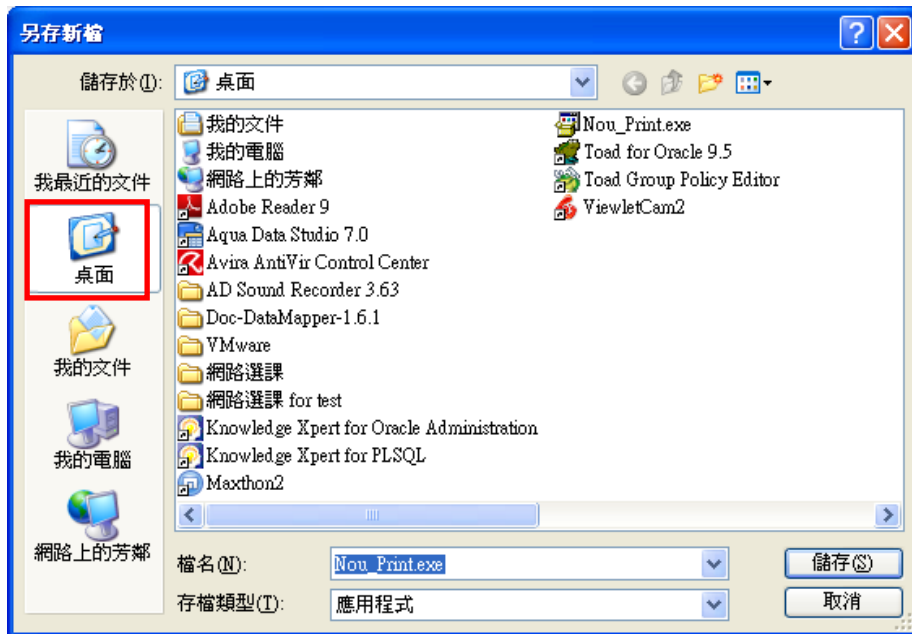 另存新檔
儲存於(I): 桌面
我最近的文件
桌面
我的文件
我的電腦
網路上的芳鄰
我的文件
我的電腦
網路上的芳鄰
Adobe Reader 9
Aqua Data Studio 7.0
Avira AntiVir Control Center
AD Sound Recorder 3.63
Doc-DataMapper-1.6.1
VMware
網路選課
網路選課 for test
Knowledge Xpert for Oracle Administration
Knowledge Xpert for PLSQL
Maxthon2
Nou_Print.exe
Toad for Oracle 9.5
Toad Group Policy Editor
ViewletCam2
檔名(N): Nou_Print.exe 儲存(S)
存檔類型(T): 應用程式 取消